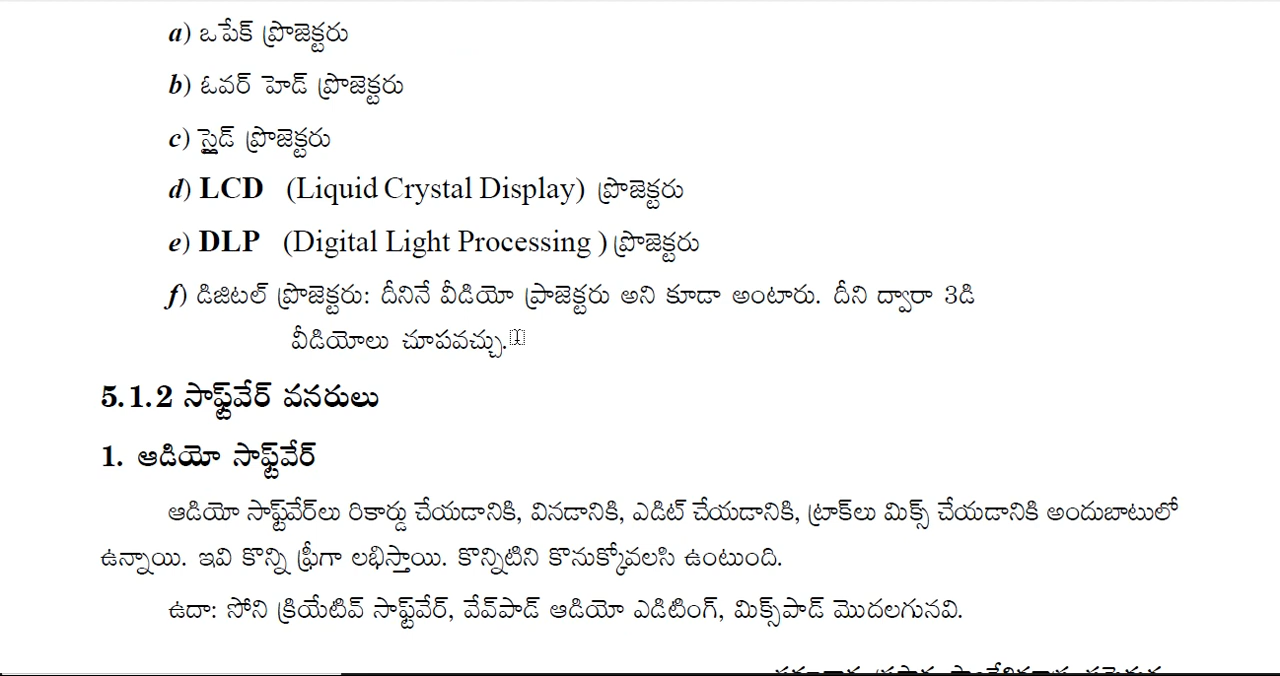 a) ఒపేక్ ప్రొజెక్టరు
b) ఓవర్ హెడ్ ప్రొజెక్టరు
c) స్లైడ్ ప్రొజెక్టరు
d) LCD (Liquid Crystal Display) ప్రొజెక్టరు
e) DLP (Digital Light Processing ) ప్రొజెక్టరు
f) డిజిటల్ ప్రొజెక్టరు: దీనినే వీడియో ప్రాజెక్టరు అని కూడా అంటారు. దీని ద్వారా 3డి
వీడియోలు చూపవచ్చు.
5.1.2 సాఫ్ట్‌వేర్ వనరులు
1. ఆడియో సాఫ్ట్‌వేర్
ఆడియో సాఫ్ట్‌వేర్‌లు రికార్డు చేయడానికి, వినడానికి, ఎడిట్ చేయడానికి, ట్రాక్‌లు మిక్స్ చేయడానికి అందుబాటులో
ఉన్నాయి. ఇవి కొన్ని ఫ్రీగా లభిస్తాయి. కొన్నిటిని కొనుక్కోవలసి ఉంటుంది.
ఉదా: సోని క్రియేటివ్ సాఫ్ట్‌వేర్, వేవ్‌పాడ్ ఆడియో ఎడిటింగ్, మిక్స్‌పాడ్ మొదలగునవి.